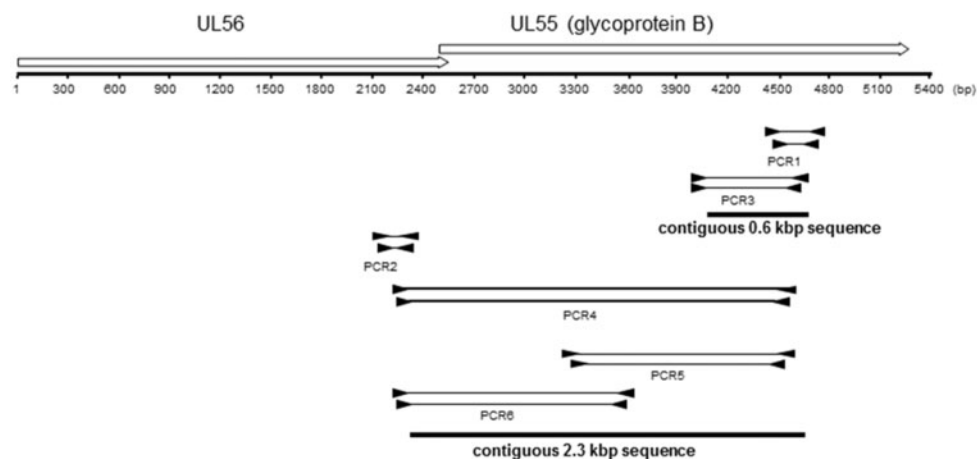 UL56
UL55 (glycoprotein B)
1 300 600 900 1200 1500 1800 2100 2400 2700 3000 3300 3600 3900 4200 4500 4800 5100 5400 (bp)
PCR1
PCR3
contiguous 0.6 kbp sequence
PCR2
PCR4
PCR5
PCR6
contiguous 2.3 kbp sequence